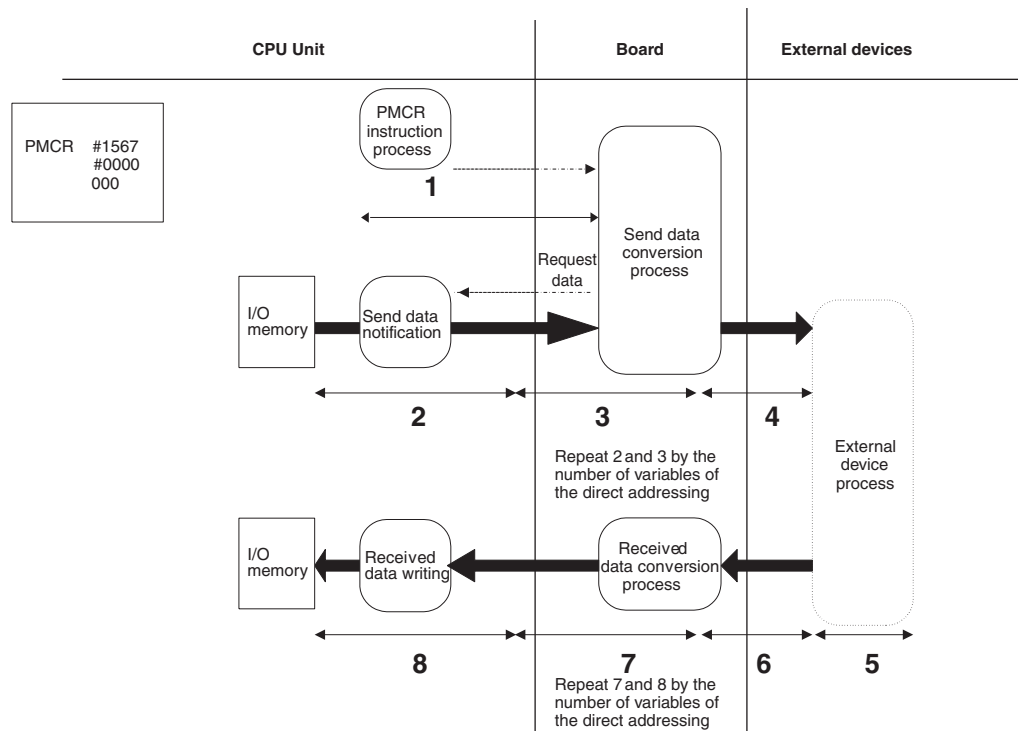 CPU Unit
Board
External devices
PMCR #1567
#0000
000
PMCR
instruction
process
1
Send data
conversion
process
Request
data
I/O
memory
Send data
notification
2
3
4
External
device
process
Repeat 2 and 3 by the
number of variables of
the direct addressing
I/O
memory
Received
data writing
Received
data conversion
process
8
7
6
5
Repeat 7 and 8 by the
number of variables of
the direct addressing